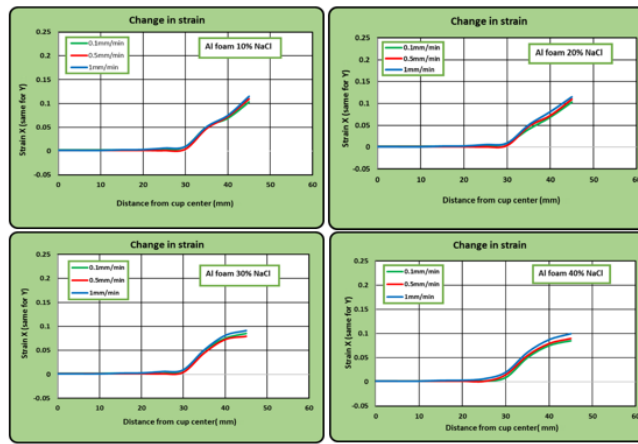 Change in strain
0.25
0.2
0.15
0.1
0.05
0
-0.05
0.1mm/min
0.5mm/min
1mm/min
Al foam 10% NaCl
Strain X (same for Y)
0 10 20 30 40 50 60
Distance from cup center (mm)
Change in strain
0.25
0.2
0.15
0.1
0.05
0
-0.05
0.1mm/min
0.5mm/min
1mm/min
Al foam 20% NaCl
Strain X (same for Y)
0 10 20 30 40 50 60
Distance from cup center (mm)
Change in strain
0.25
0.2
0.15
0.1
0.05
0
-0.05
0.1mm/min
0.5mm/min
1mm/min
Al foam 30% NaCl
Strain X (same for Y)
0 10 20 30 40 50 60
Distance from cup center( mm)
Change in strain
0.25
0.2
0.15
0.1
0.05
0
-0.05
0.1mm/min
0.5mm/min
1mm/min
Al foam 40% NaCl
Strain X (same for Y)
0 10 20 30 40 50 60
Distance from cup center( mm)